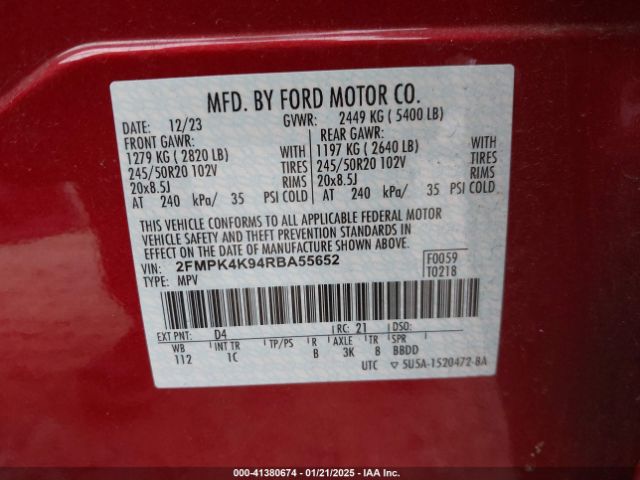 MFD. BY FORD MOTOR CO.
DATE: 12/23 GVWR: 2449 KG ( 5400 LB)
FRONT GAWR: REAR GAWR:
1279 KG ( 2820 LB) WITH 1197 KG ( 2640 LB) WITH
245/50R20 102V TIRES 245/50R20 102V TIRES
20x8.5J RIMS 20x8.5J RIMS
AT 240 kPa/ 35 PSI COLD AT 240 kPa/ 35 PSI COLD
THIS VEHICLE CONFORMS TO ALL APPLICABLE FEDERAL MOTOR
VEHICLE SAFETY AND THEFT PREVENTION STANDARDS IN
EFFECT ON THE DATE OF MANUFACTURE SHOWN ABOVE.
VIN: 2FMPK4K94RBA55652 F0059
TYPE: MPV T0218
EXT PNT: D4 RC: 21 DSO:
WB INT TR TP/PS R AXLE TR SPR
112 1C B 3K 8 BBDD
UTC ▽ 5U5A-1520472-BA
000-41380674 / 01/21/2025 - IAA, Inc.